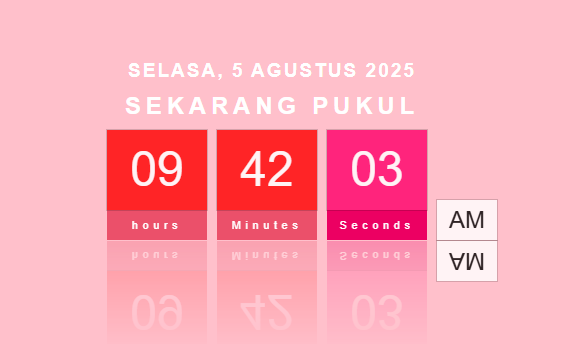 SELASA, 5 AGUSTUS 2025
SEKARANG PUKUL
09 42 03
hours Minutes Seconds
AM